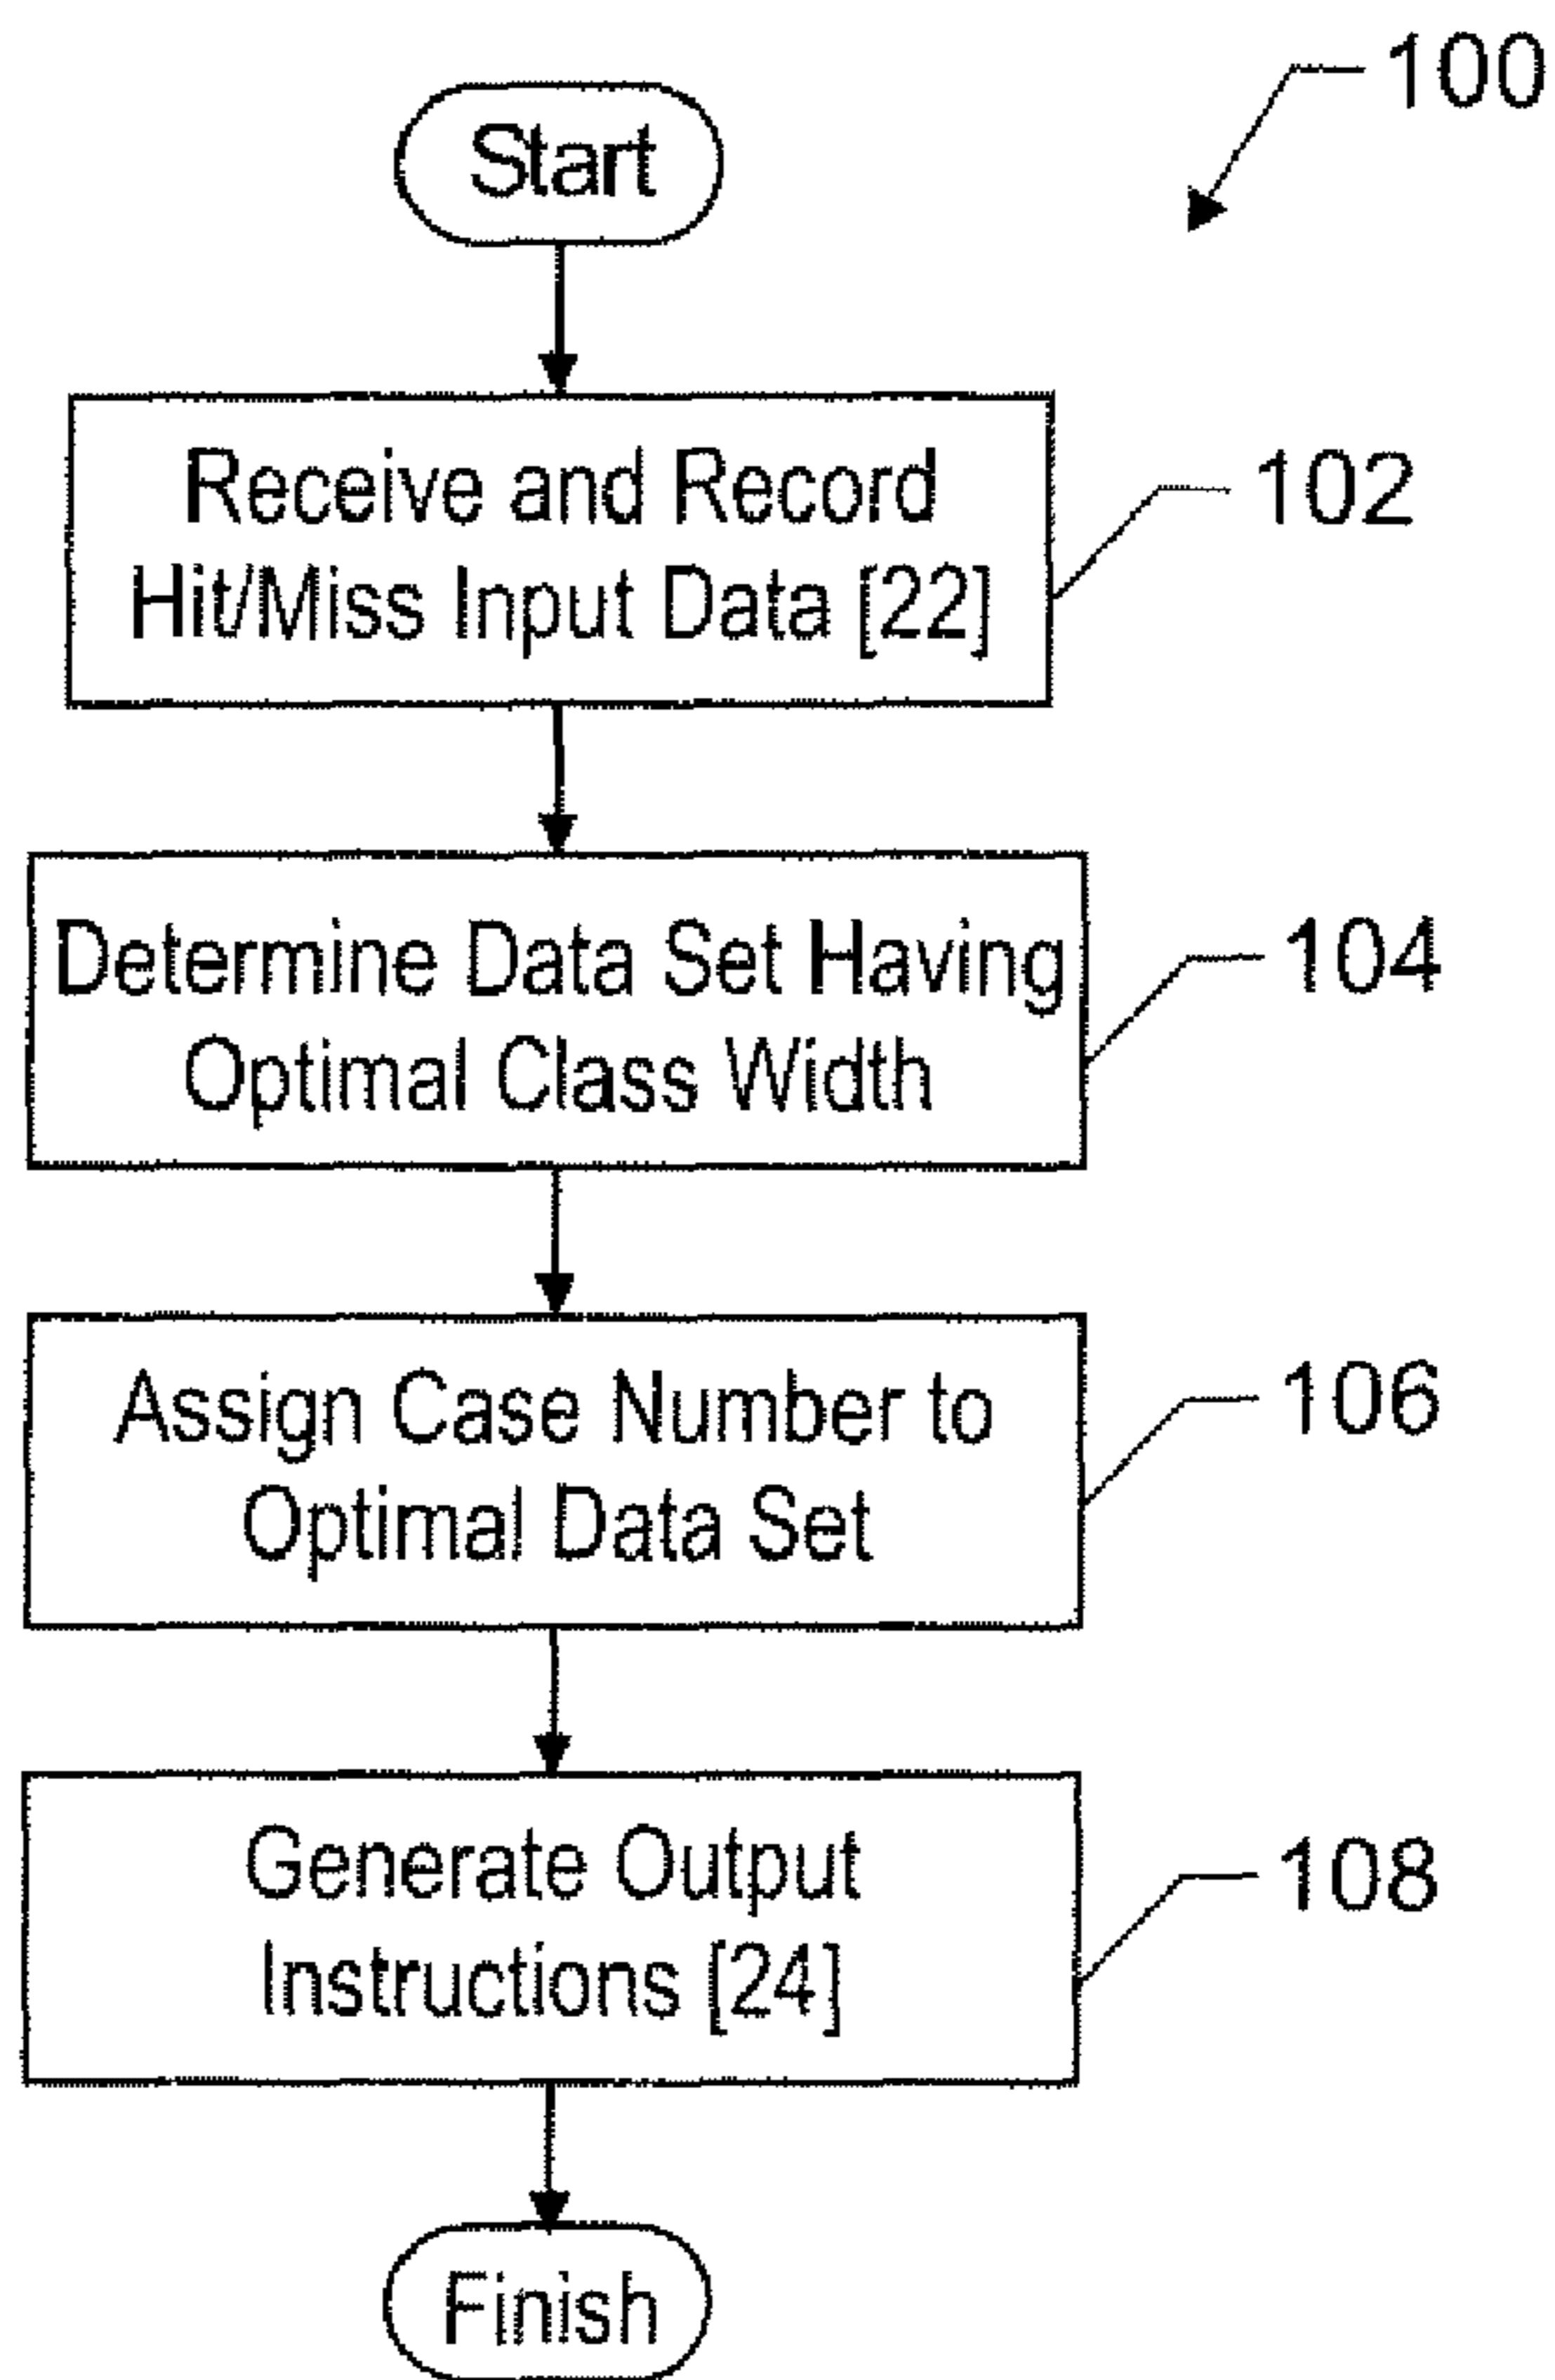 100
Start
Receive and Record
Hit/Miss Input Data [22]
102
Determine Data Set Having
Optimal Class Width
104
Assign Case Number to
Optimal Data Set
106
Generate Output
Instructions [24]
108
Finish